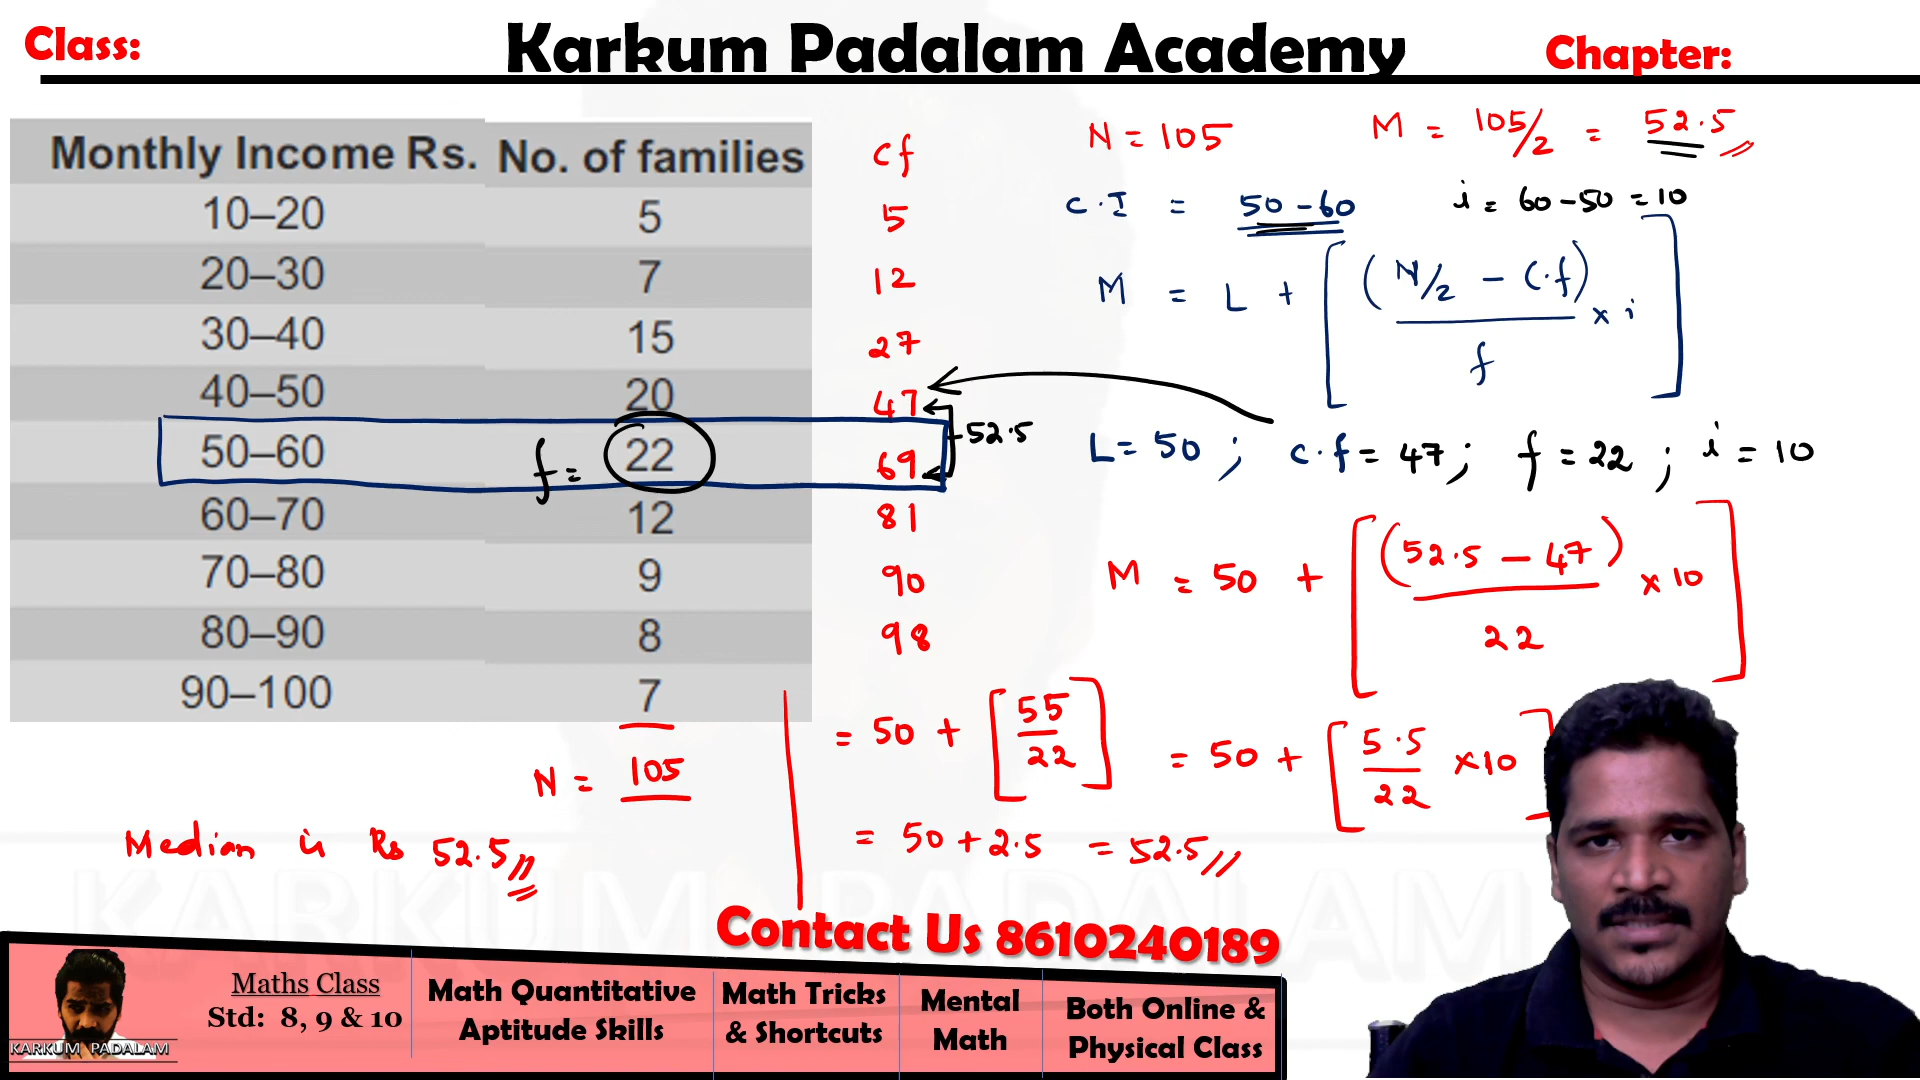 Class:
Karkum Padalam Academy
Chapter:
Monthly Income Rs. No. of families cf
10–20 5 5
20–30 7 12
30–40 15 27
40–50 20 47
50–60 f = 22 69
60–70 12 81
70–80 9 90
80–90 8 98
90–100 7
N = 105
52.5
N = 105
M = 105/2 = 52.5
C.I = 50-60
i = 60-50 = 10
M = L + [(N/2 - C.f)/f × i]
L = 50 ; c.f = 47 ; f = 22 ; i = 10
M = 50 + [(52.5 - 47)/22 × 10]
= 50 + [5.5/22 × 10]
= 50 + [55/22]
= 50 + 2.5 = 52.5
Median is Rs 52.5
KARKUM PADALAM
Contact Us 8610240189
KARKUM PADALAM
Maths Class
Std: 8, 9 & 10
Math Quantitative
Aptitude Skills
Math Tricks
& Shortcuts
Mental
Math
Both Online &
Physical Class